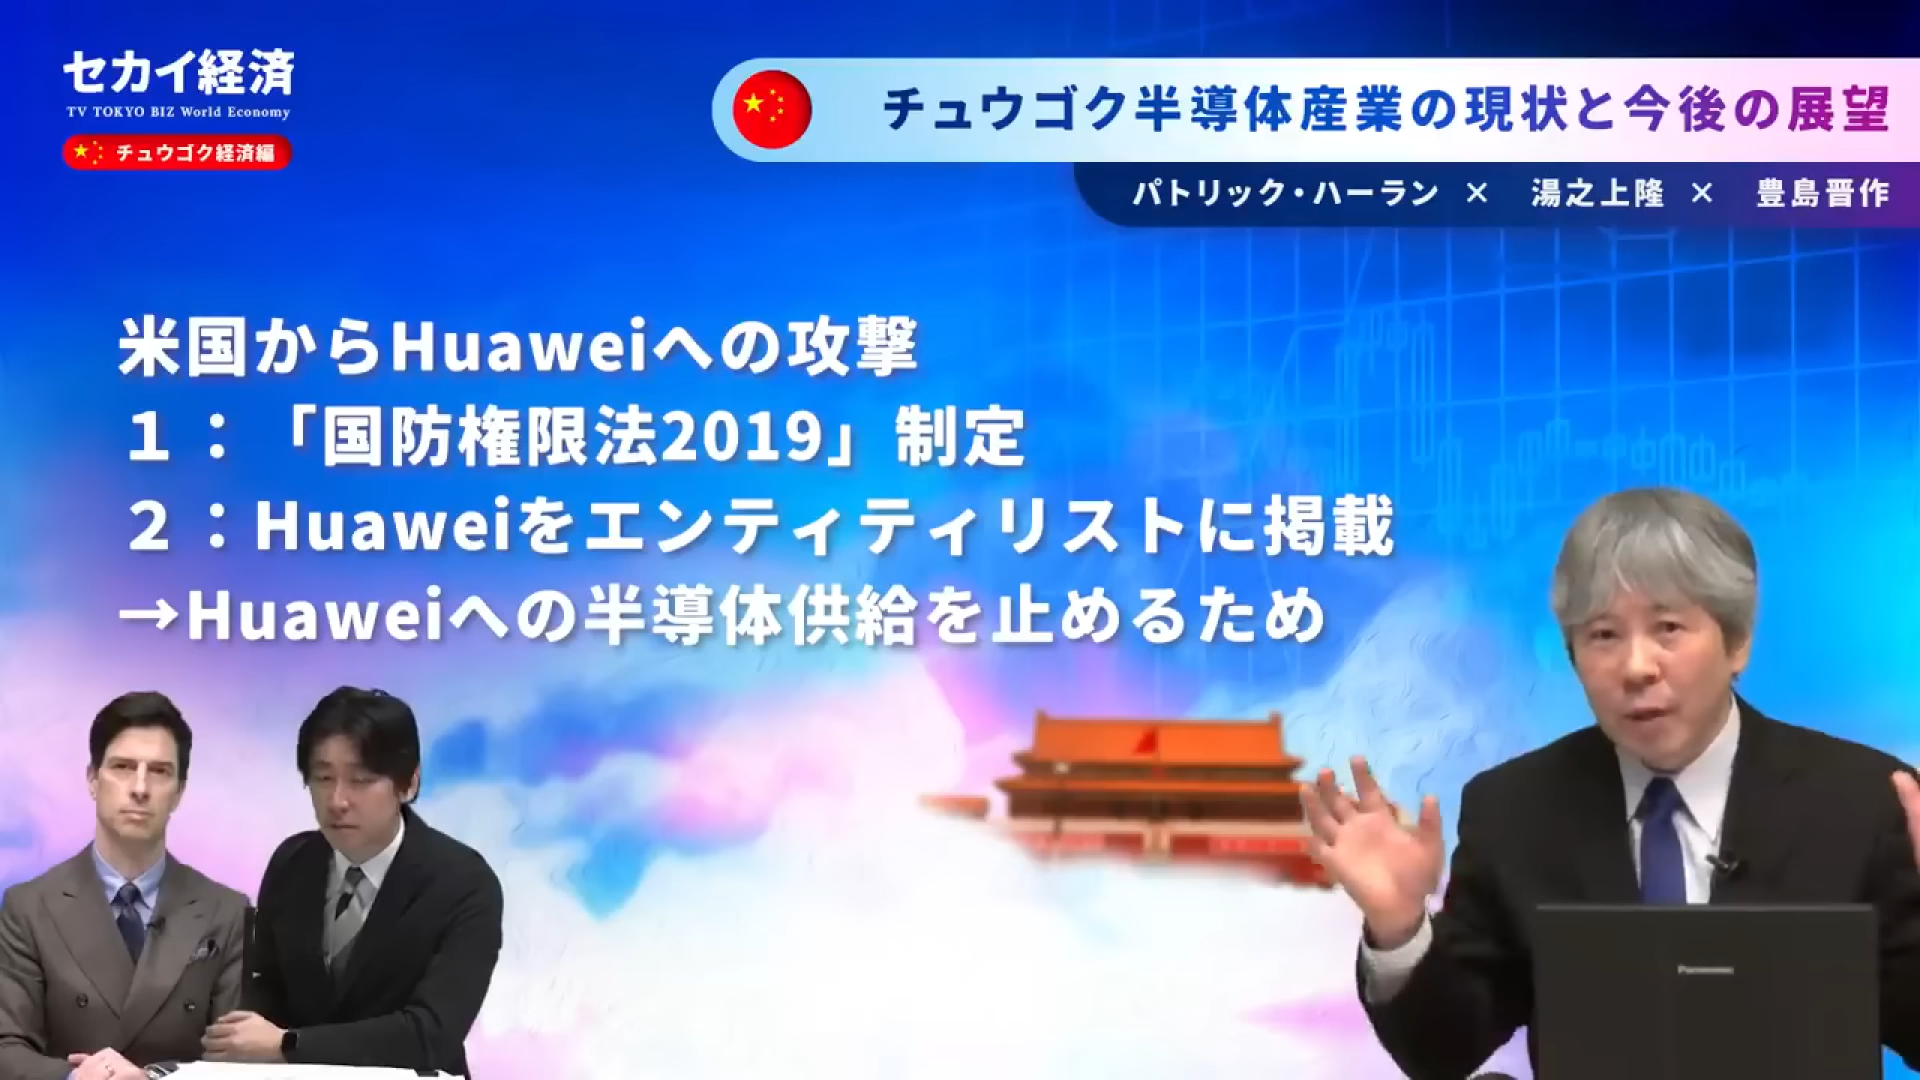 セカイ経済
TV TOKYO BIZ World Economy
チュウゴク経済編
チュウゴク半導体産業の現状と今後の展望
パトリック・ハーラン × 湯之上隆 × 豊島晋作
米国からHuaweiへの攻撃
１：「国防権限法2019」制定
２：Huaweiをエンティティリストに掲載
→Huaweiへの半導体供給を止めるため
Panasonic